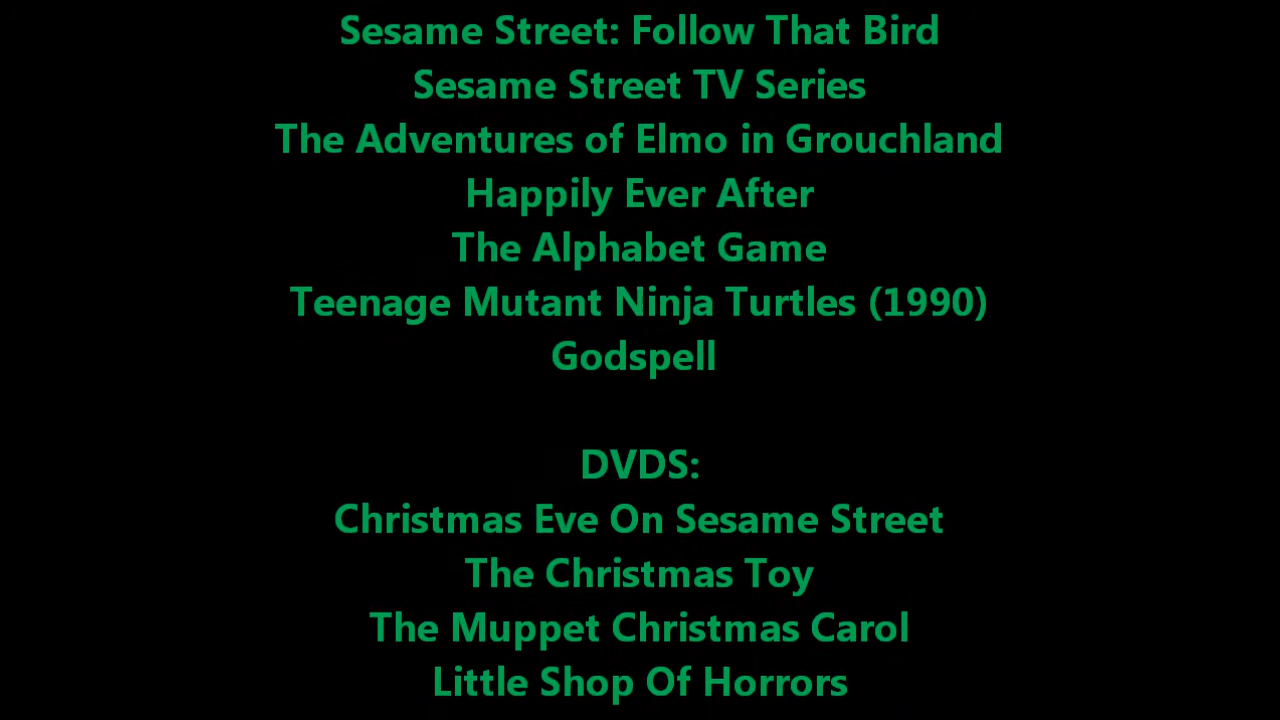 Sesame Street: Follow That Bird
Sesame Street TV Series
The Adventures of Elmo in Grouchland
Happily Ever After
The Alphabet Game
Teenage Mutant Ninja Turtles (1990)
Godspell
DVDS:
Christmas Eve On Sesame Street
The Christmas Toy
The Muppet Christmas Carol
Little Shop Of Horrors